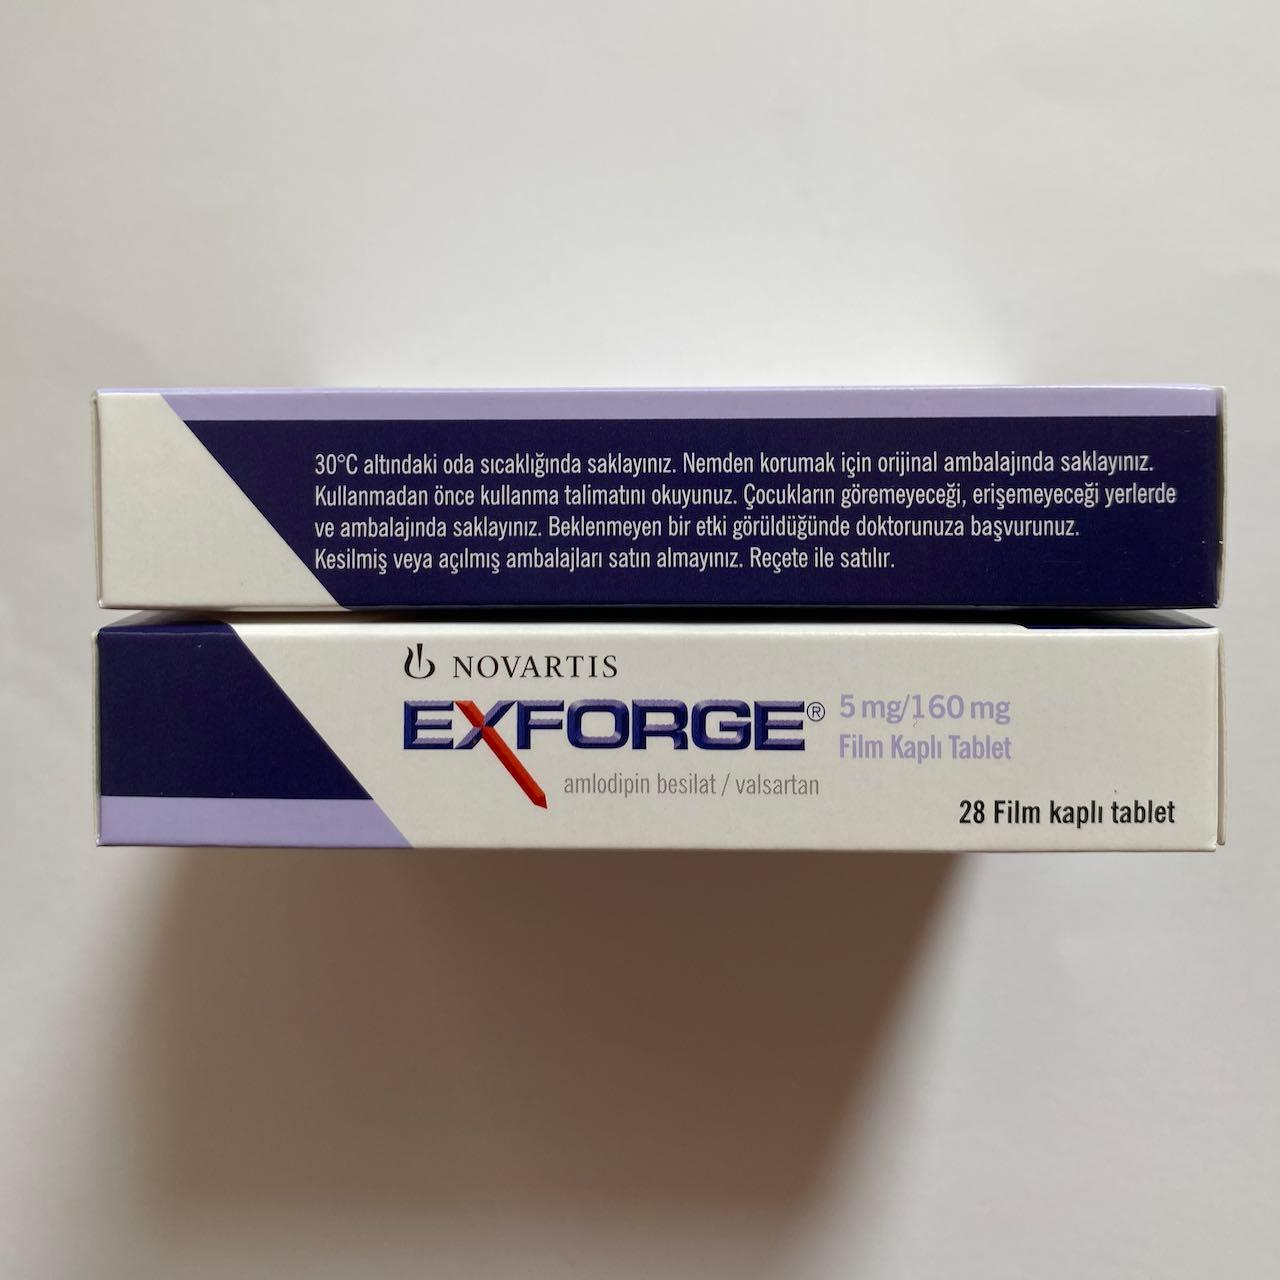 30°C altındaki oda sıcaklığında saklayınız. Nemden korumak için orijinal ambalajında saklayınız.
Kullanmadan önce kullanma talimatını okuyunuz. Çocukların göremeyeceği, erişemeyeceği yerlerde
ve ambalajında saklayınız. Beklenmeyen bir etki görüldüğünde doktorunuza başvurunuz.
Kesilmiş veya açılmış ambalajları satın almayınız. Reçete ile satılır.
NOVARTIS
EXFORGE® 5 mg/160 mg
Film Kaplı Tablet
amlodipin besilat / valsartan
28 Film kaplı tablet